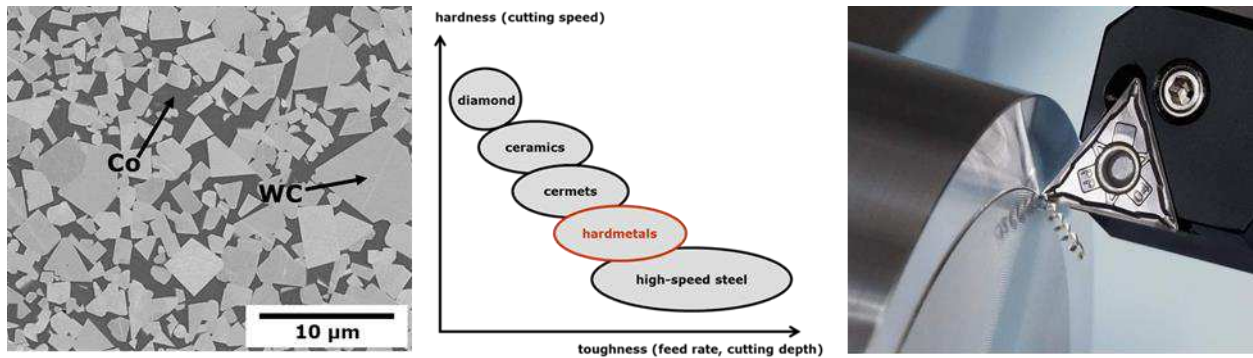 Co
WC
10 µm
hardness (cutting speed)
diamond
ceramics
cermets
hardmetals
high-speed steel
toughness (feed rate, cutting depth)